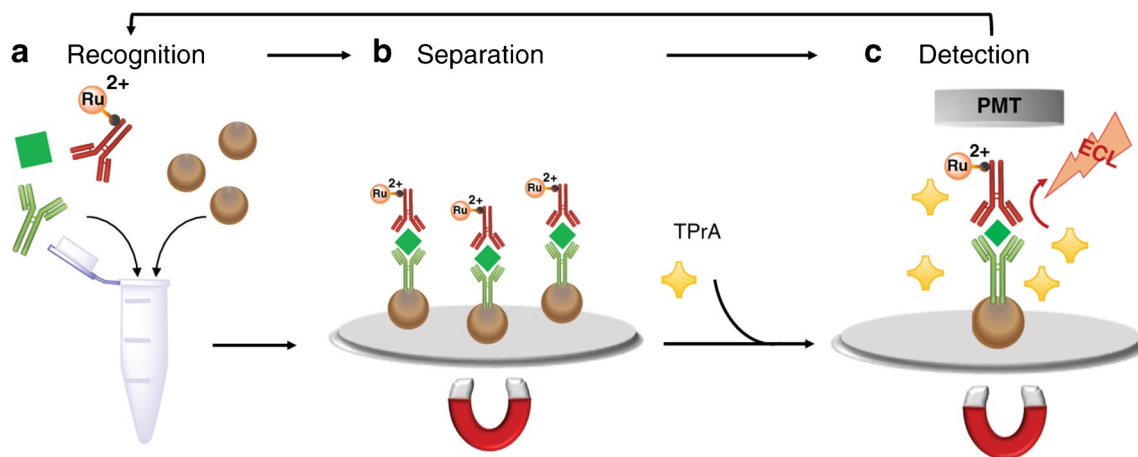 a Recognition
b Separation
c Detection
Ru 2+
PMT
Ru 2+
ECL
Ru 2+
Ru 2+
Ru 2+
TPrA